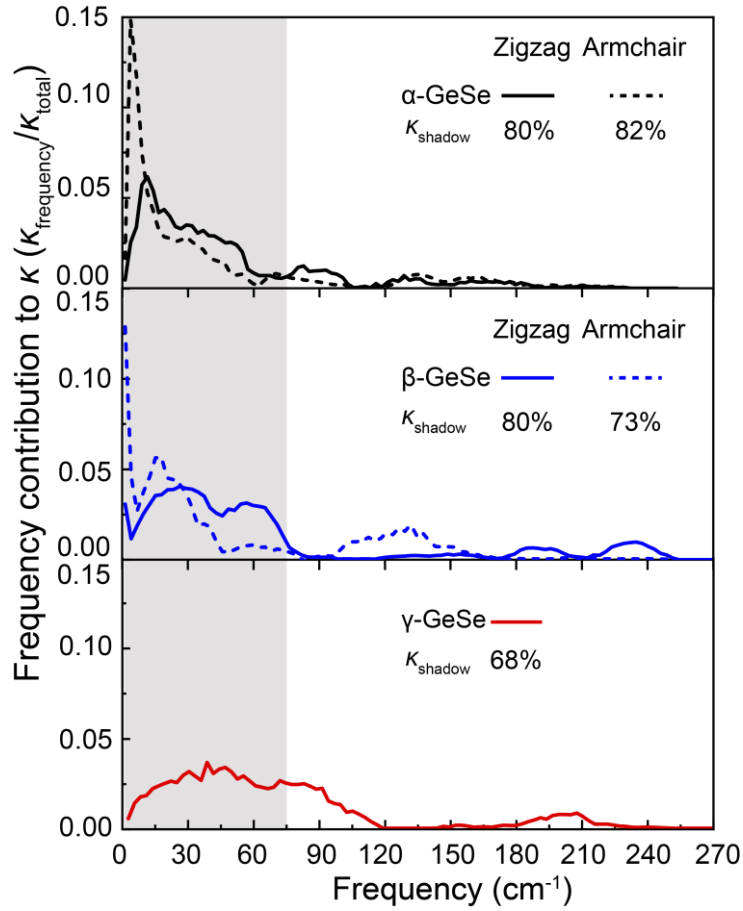 Frequency contribution to κ (κfrequency/κtotal)
0.15
0.10
0.05
0.00
Zigzag Armchair
α-GeSe
κshadow 80% 82%
0.15
0.10
0.05
0.00
Zigzag Armchair
β-GeSe
κshadow 80% 73%
0.15
0.10
0.05
0.00
γ-GeSe
κshadow 68%
0 30 60 90 120 150 180 210 240 270
Frequency (cm-1)